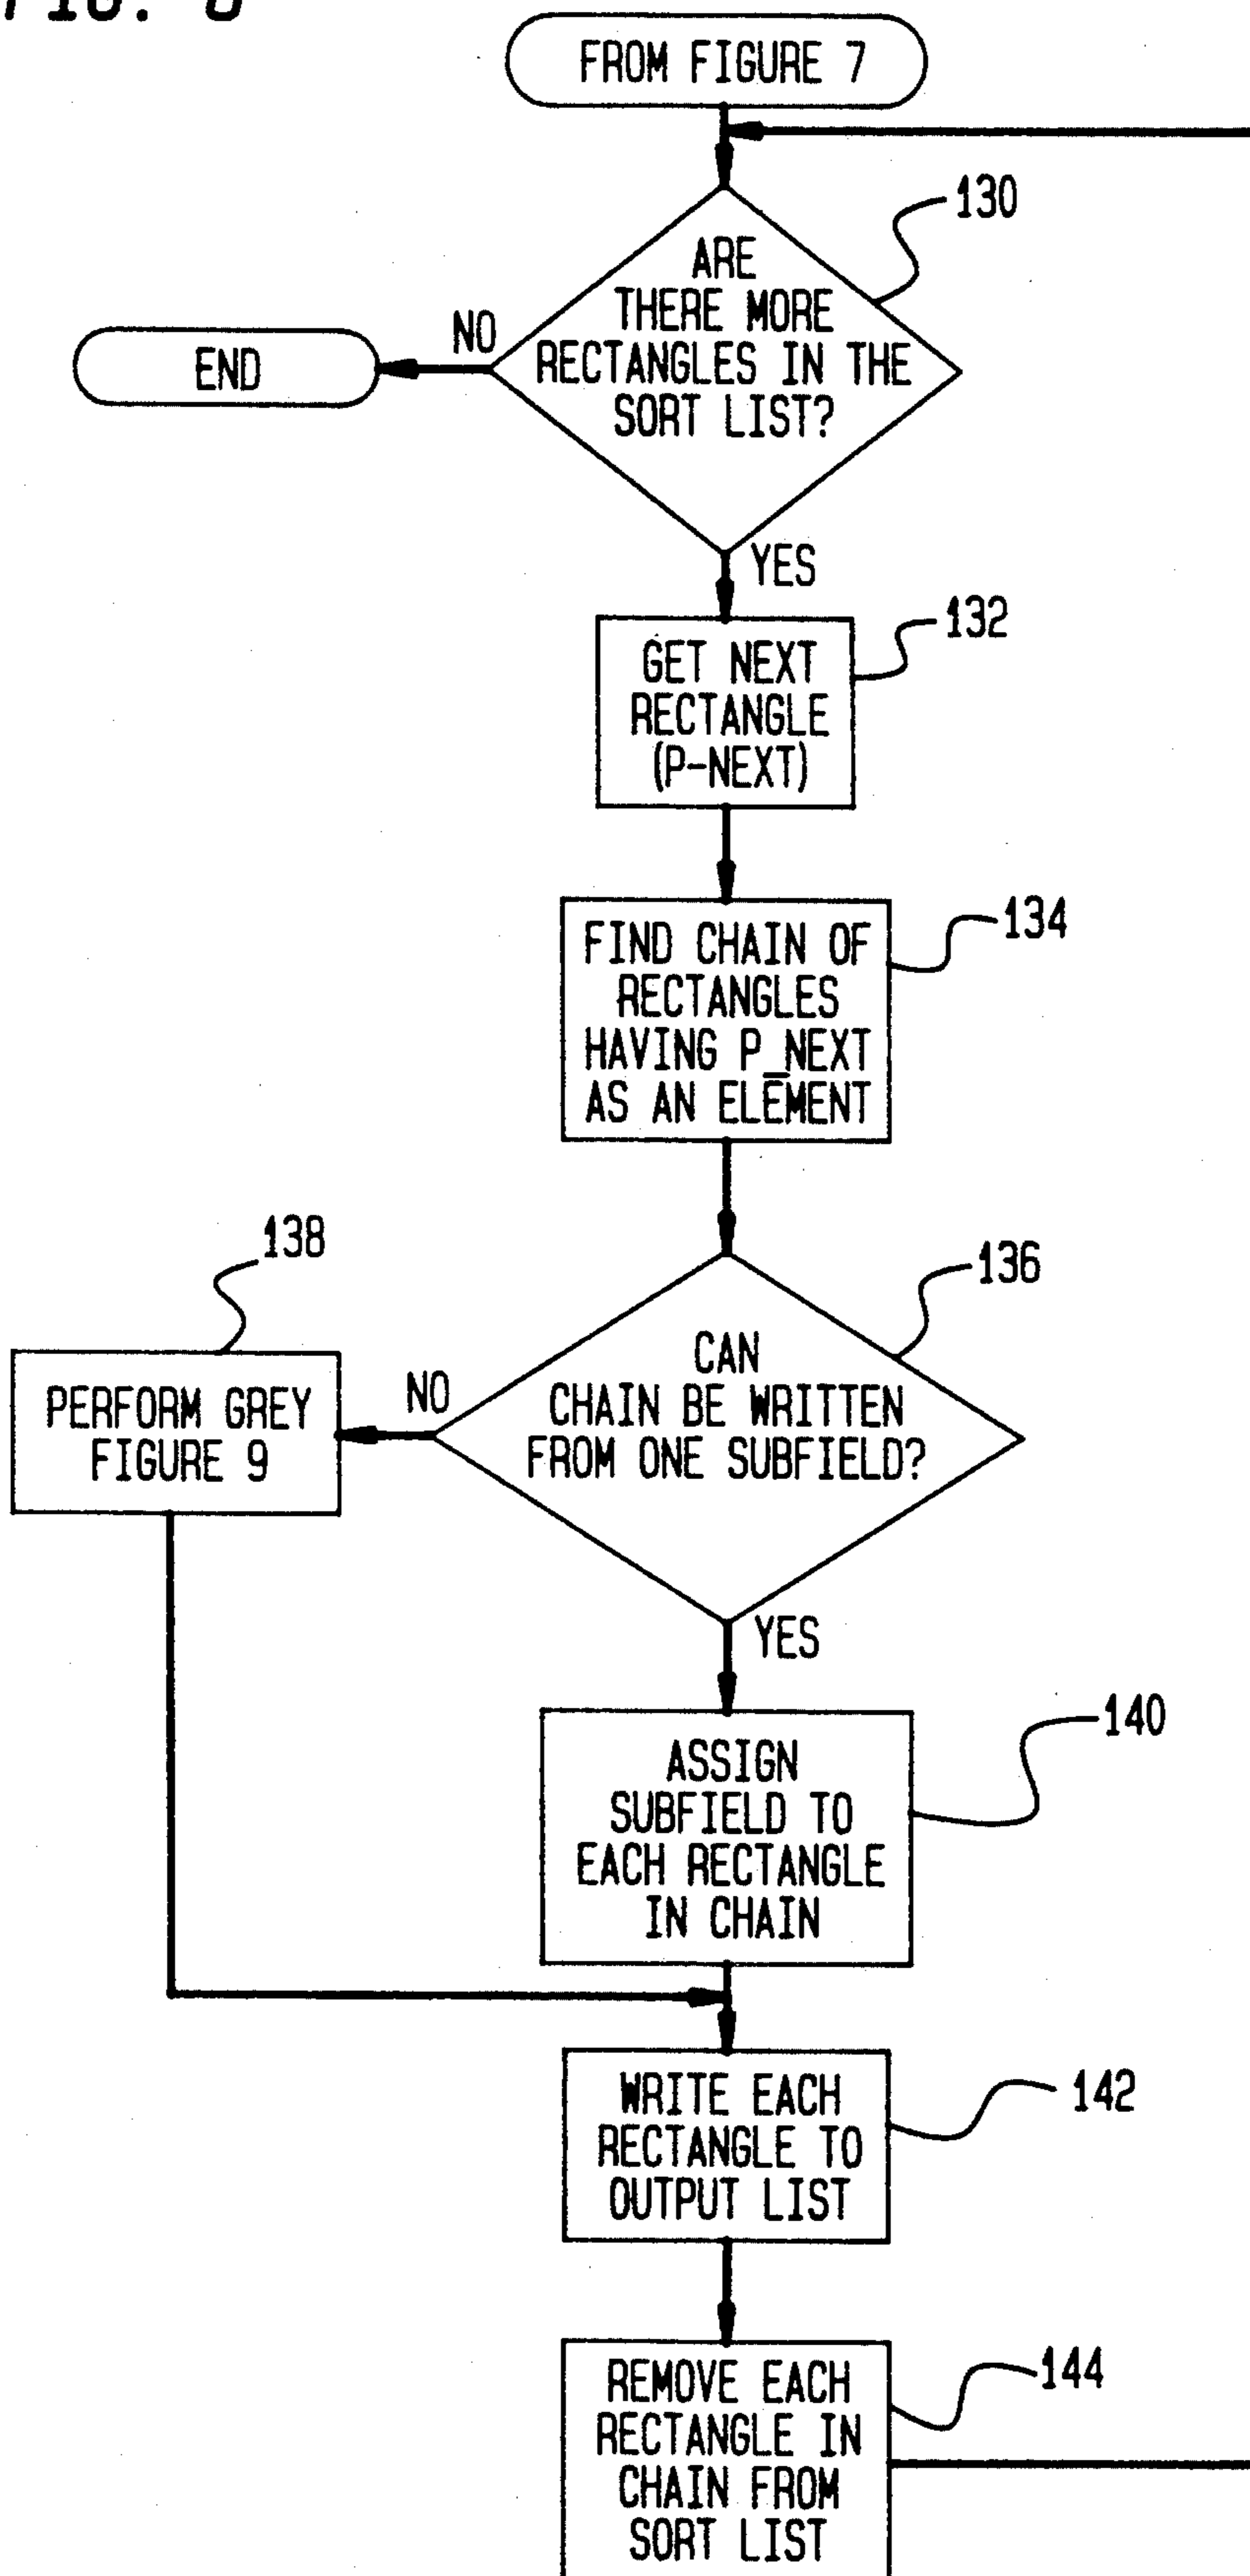 FROM FIGURE 7
130
ARE
THERE MORE
RECTANGLES IN THE
SORT LIST?
NO
END
YES
132
GET NEXT
RECTANGLE
(P-NEXT)
134
FIND CHAIN OF
RECTANGLES
HAVING P_NEXT
AS AN ELEMENT
138
136
CAN
CHAIN BE WRITTEN
FROM ONE SUBFIELD?
NO
PERFORM GREY
FIGURE 9
YES
140
ASSIGN
SUBFIELD TO
EACH RECTANGLE
IN CHAIN
142
WRITE EACH
RECTANGLE TO
OUTPUT LIST
144
REMOVE EACH
RECTANGLE IN
CHAIN FROM
SORT LIST